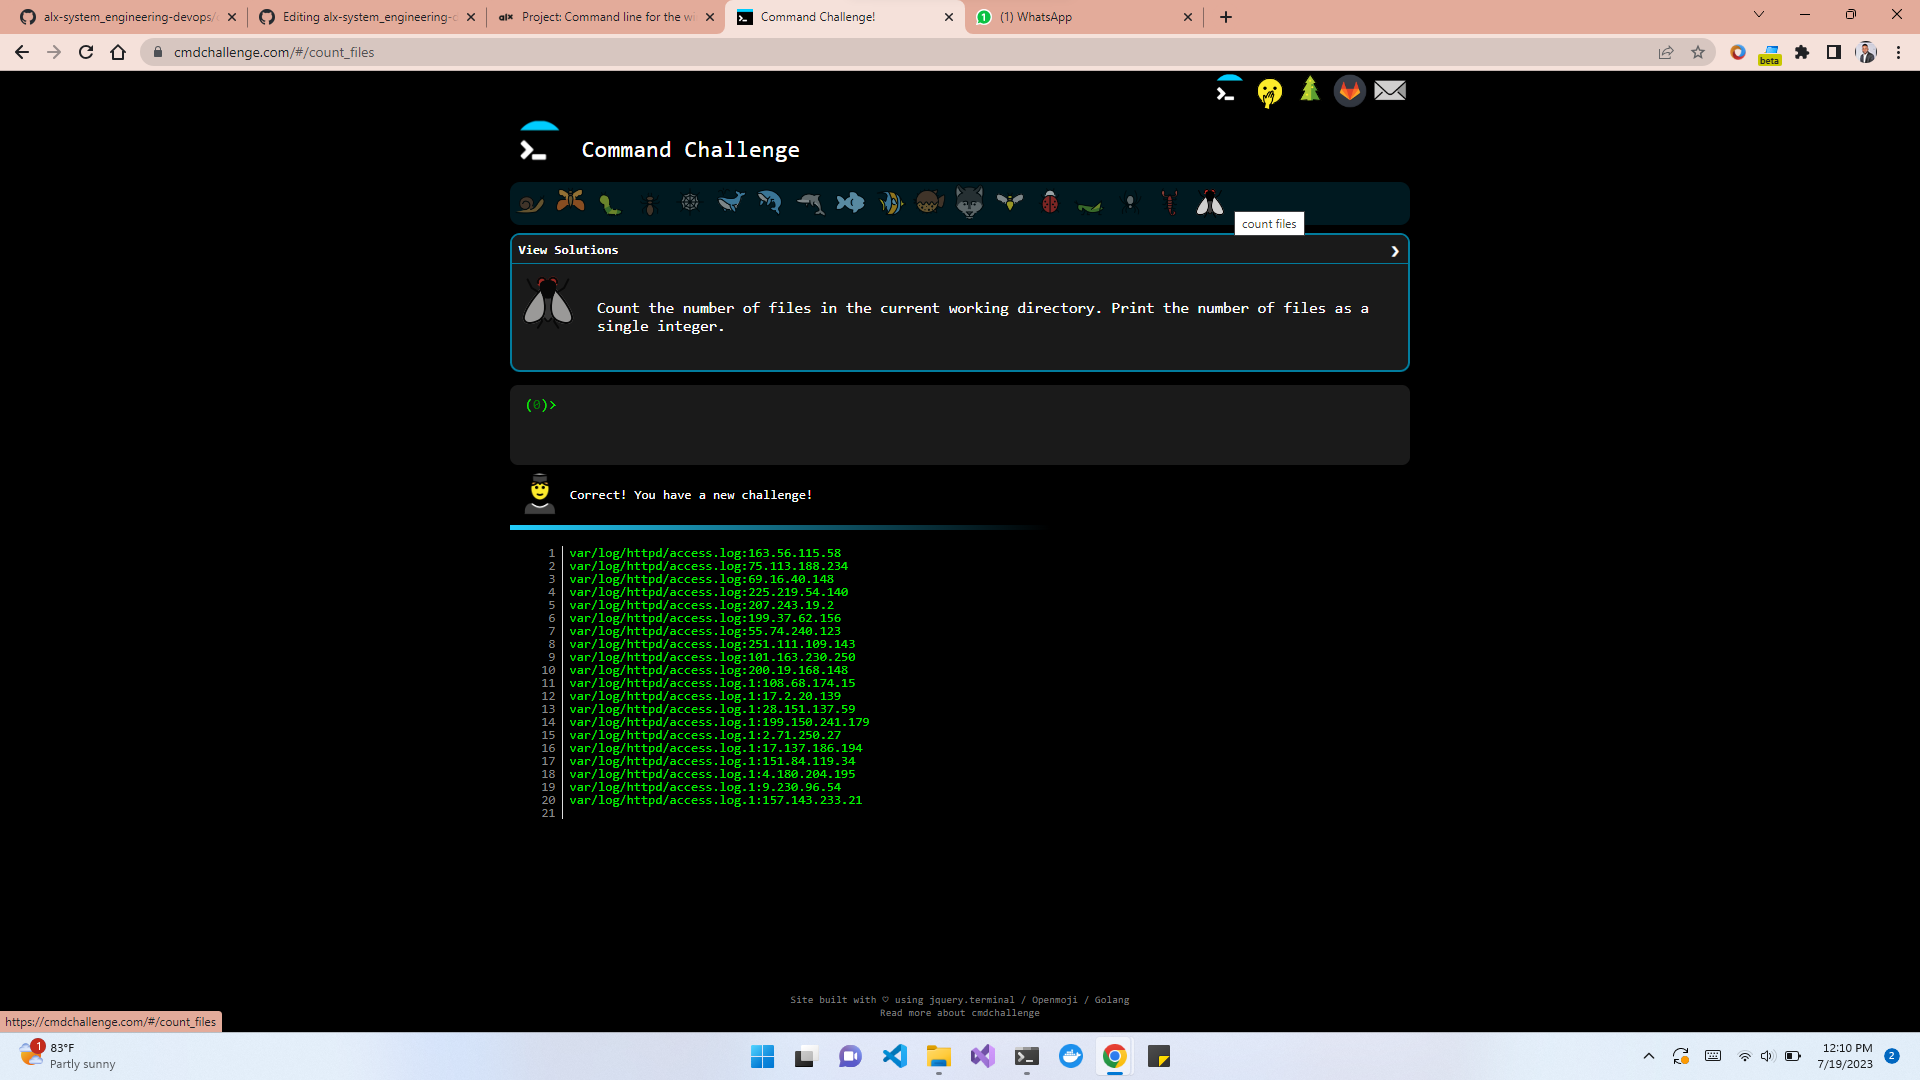 alx-system_engineering-devops/
Editing alx-system_engineering-d
alx Project: Command line for the wi
Command Challenge!
1 (1) WhatsApp
cmdchallenge.com/#/count_files
beta
Command Challenge
count files
View Solutions
Count the number of files in the current working directory. Print the number of files as a
single integer.
(0)>
Correct! You have a new challenge!
1 var/log/httpd/access.log:163.56.115.58
2 var/log/httpd/access.log:75.113.188.234
3 var/log/httpd/access.log:69.16.40.148
4 var/log/httpd/access.log:225.219.54.140
5 var/log/httpd/access.log:207.243.19.2
6 var/log/httpd/access.log:199.37.62.156
7 var/log/httpd/access.log:55.74.240.123
8 var/log/httpd/access.log:251.111.109.143
9 var/log/httpd/access.log:101.163.230.250
10 var/log/httpd/access.log:200.19.168.148
11 var/log/httpd/access.log.1:108.68.174.15
12 var/log/httpd/access.log.1:17.2.20.139
13 var/log/httpd/access.log.1:28.151.137.59
14 var/log/httpd/access.log.1:199.150.241.179
15 var/log/httpd/access.log.1:2.71.250.27
16 var/log/httpd/access.log.1:17.137.186.194
17 var/log/httpd/access.log.1:151.84.119.34
18 var/log/httpd/access.log.1:4.180.204.195
19 var/log/httpd/access.log.1:9.230.96.54
20 var/log/httpd/access.log.1:157.143.233.21
21
Site built with ♡ using jquery.terminal / Openmoji / Golang
Read more about cmdchallenge
https://cmdchallenge.com/#/count_files
1
83°F
Partly sunny
12:10 PM
7/19/2023
2